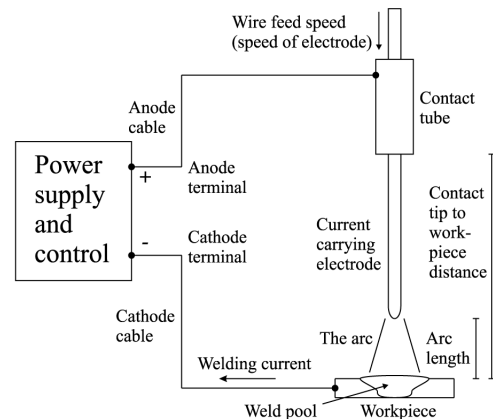 Wire feed speed
(speed of electrode)
Anode
cable
Contact
tube
Power
supply
and
control
+
Anode
terminal
-
Cathode
terminal
Contact
tip to
work-
piece
distance
Current
carrying
electrode
Cathode
cable
The arc
Arc
length
Welding current
Weld pool
Workpiece